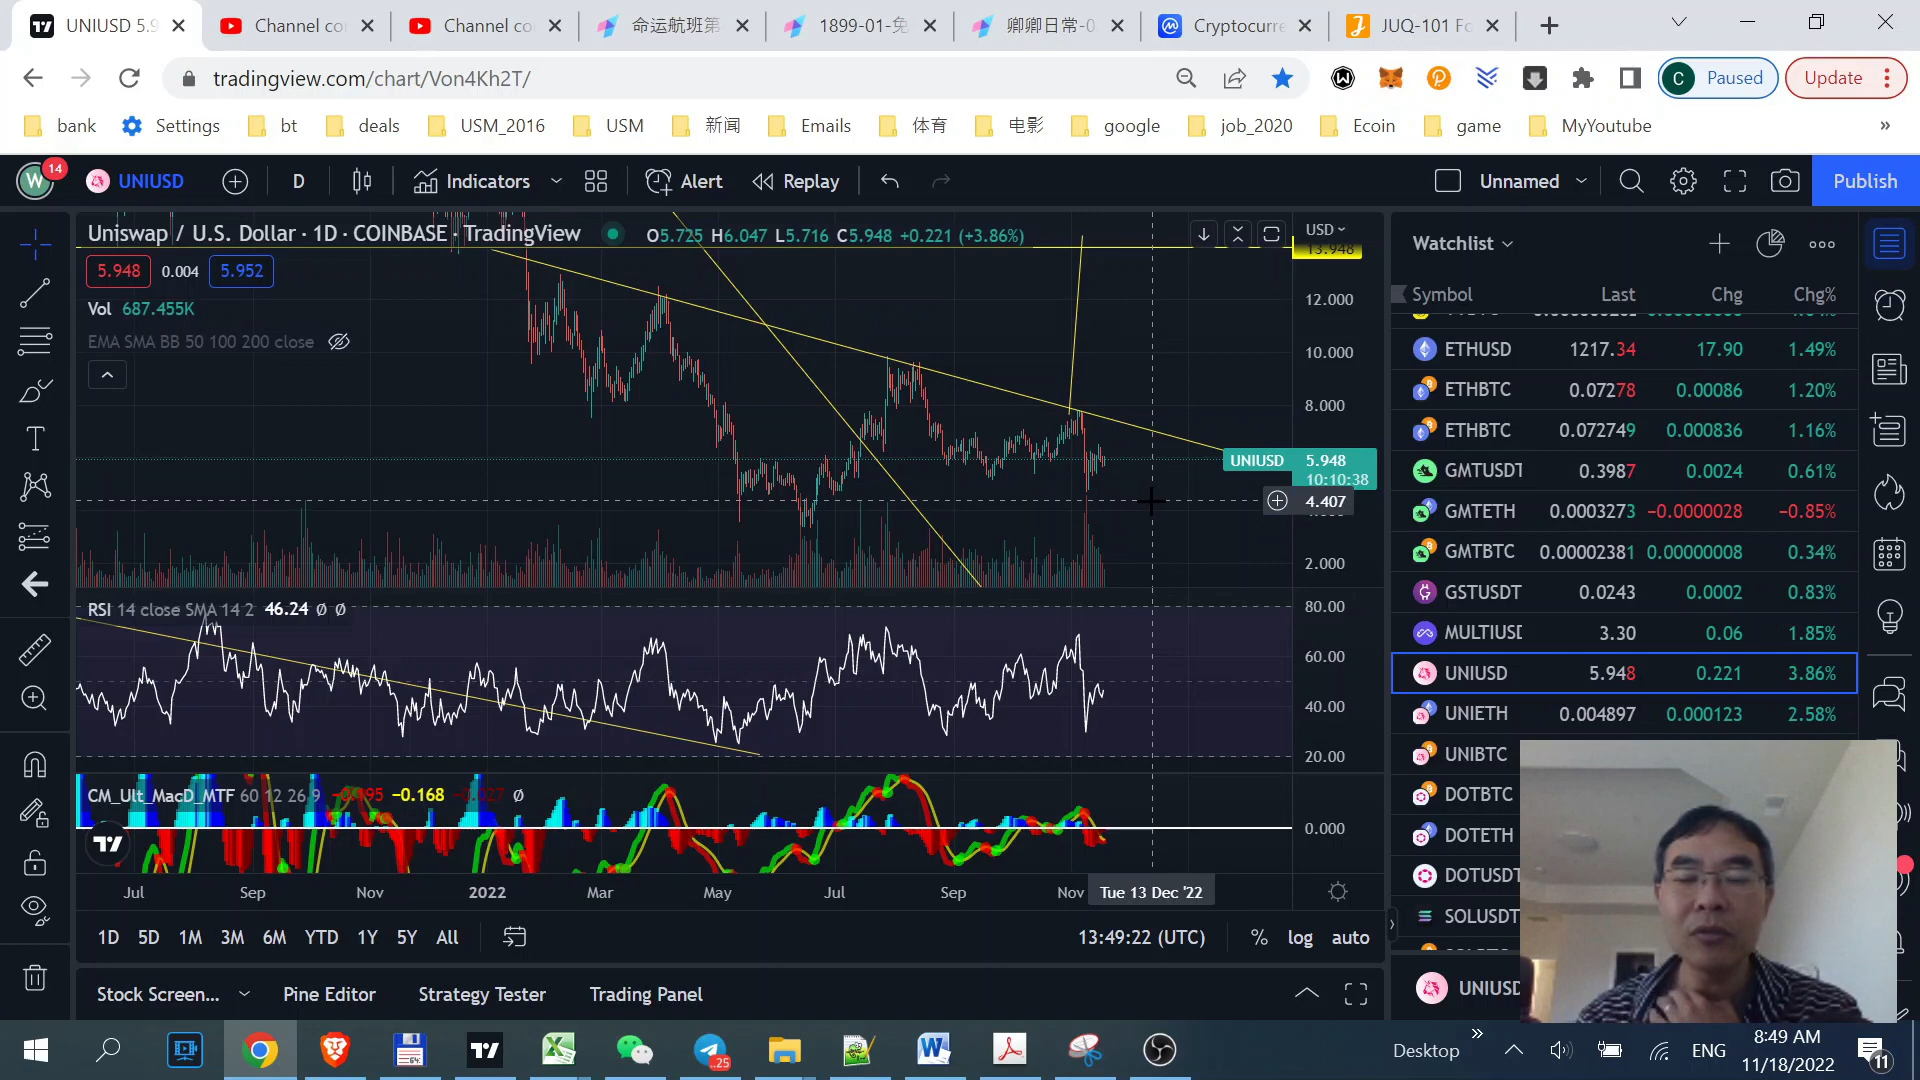 UNIUSD 5.9
Channel co
Channel co
命运航班第
1899-01-免
卿卿日常-0
Cryptocurre
JUQ-101 Fo
tradingview.com/chart/Von4Kh2T/
C Paused
Update
bank
Settings
bt
deals
USM_2016
USM
新闻
Emails
体育
电影
google
job_2020
Ecoin
game
MyYoutube
W 14
UNIUSD
D
Indicators
Alert
Replay
Unnamed
Publish
Uniswap / U.S. Dollar · 1D · COINBASE · TradingView
O5.725 H6.047 L5.716 C5.948 +0.221 (+3.86%)
USD
13.948
5.948 0.004 5.952
Vol 687.455K
EMA SMA BB 50 100 200 close
12.000
10.000
8.000
UNIUSD 5.948
10:10:38
4.407
2.000
RSI 14 close SMA 14 2 46.24 Ø Ø
80.00
60.00
40.00
20.00
CM_Ult_MacD_MTF 60 12 26 9 −0.168 Ø
0.000
Jul Sep Nov 2022 Mar May Jul Sep Nov Tue 13 Dec '22
1D 5D 1M 3M 6M YTD 1Y 5Y All
13:49:22 (UTC) % log auto
Stock Screen... Pine Editor Strategy Tester Trading Panel
Watchlist
Symbol Last Chg Chg%
ETHUSD 1217.34 17.90 1.49%
ETHBTC 0.07278 0.00086 1.20%
ETHBTC 0.072749 0.000836 1.16%
GMTUSDT 0.3987 0.0024 0.61%
GMTETH 0.0003273 −0.0000028 −0.85%
GMTBTC 0.00002381 0.00000008 0.34%
GSTUSDT 0.0243 0.0002 0.83%
MULTIUSD 3.30 0.06 1.85%
UNIUSD 5.948 0.221 3.86%
UNIETH 0.004897 0.000123 2.58%
UNIBTC
DOTBTC
DOTETH
DOTUSDT
SOLUSDT
UNIUSD
64
25
Desktop
ENG
8:49 AM
11/18/2022
11